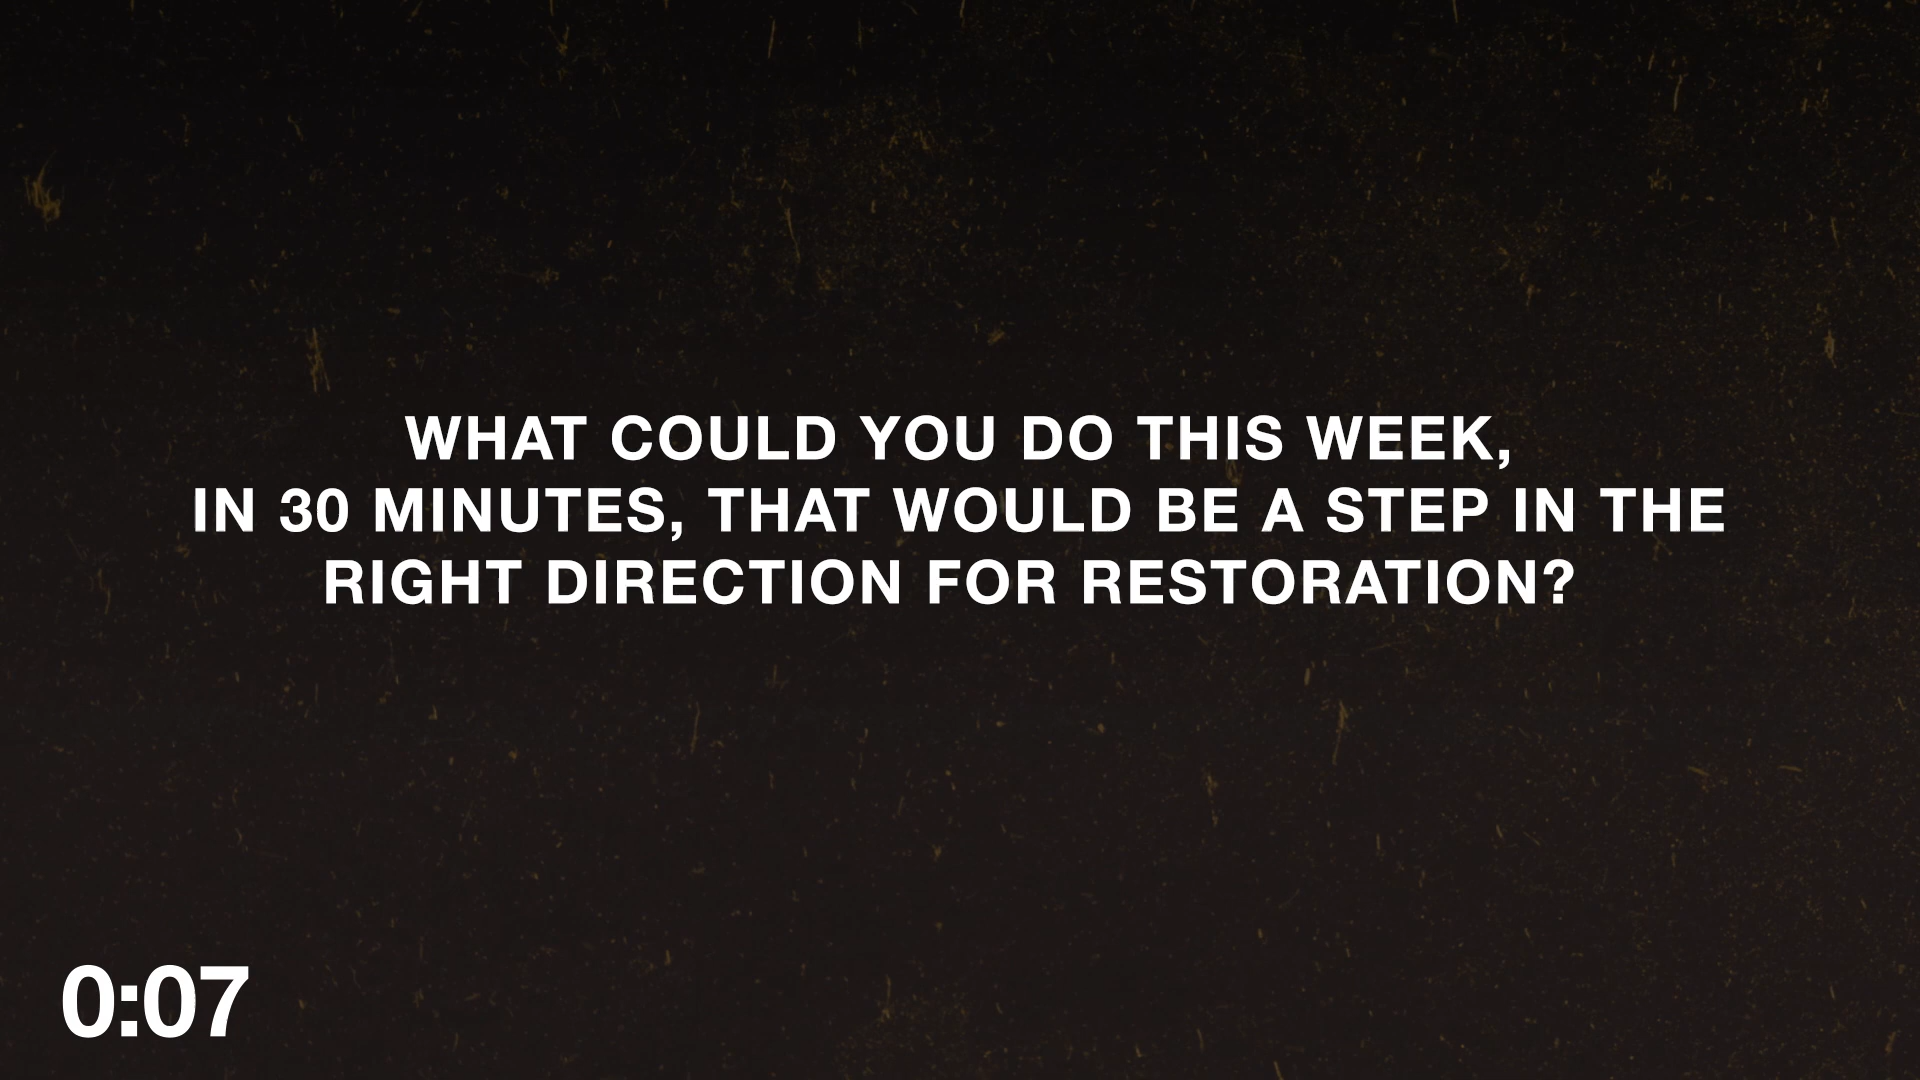 WHAT COULD YOU DO THIS WEEK,
IN 30 MINUTES, THAT WOULD BE A STEP IN THE
RIGHT DIRECTION FOR RESTORATION?
0:07